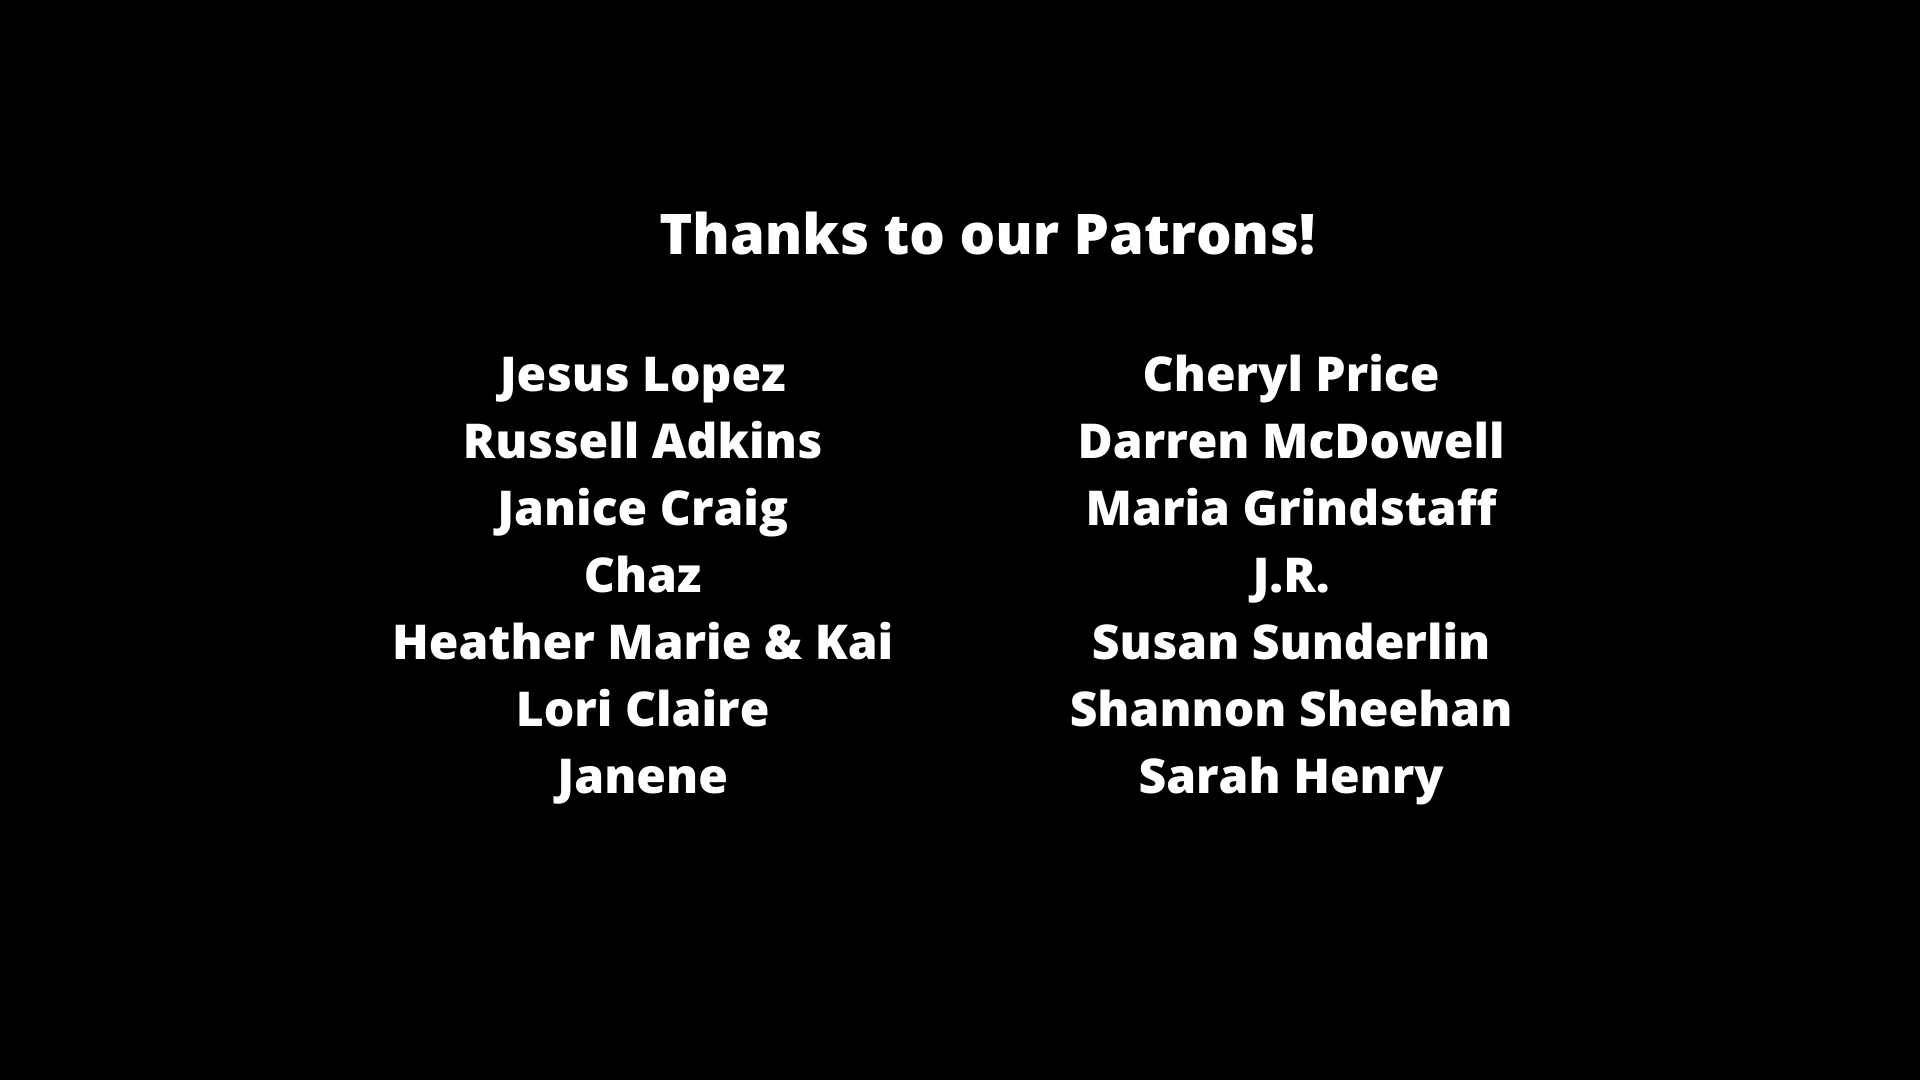 Thanks to our Patrons!
Jesus Lopez
Russell Adkins
Janice Craig
Chaz
Heather Marie & Kai
Lori Claire
Janene
Cheryl Price
Darren McDowell
Maria Grindstaff
J.R.
Susan Sunderlin
Shannon Sheehan
Sarah Henry